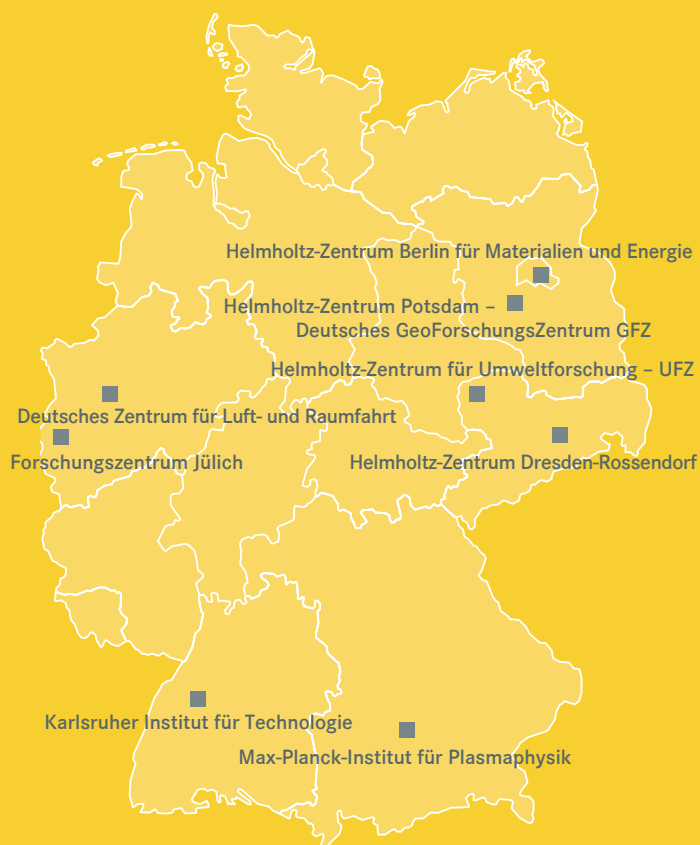 Helmholtz-Zentrum Berlin für Materialien und Energie
Helmholtz-Zentrum Potsdam –
Deutsches GeoForschungsZentrum GFZ
Helmholtz-Zentrum für Umweltforschung – UFZ
Deutsches Zentrum für Luft- und Raumfahrt
Forschungszentrum Jülich
Helmholtz-Zentrum Dresden-Rossendorf
Karlsruher Institut für Technologie
Max-Planck-Institut für Plasmaphysik